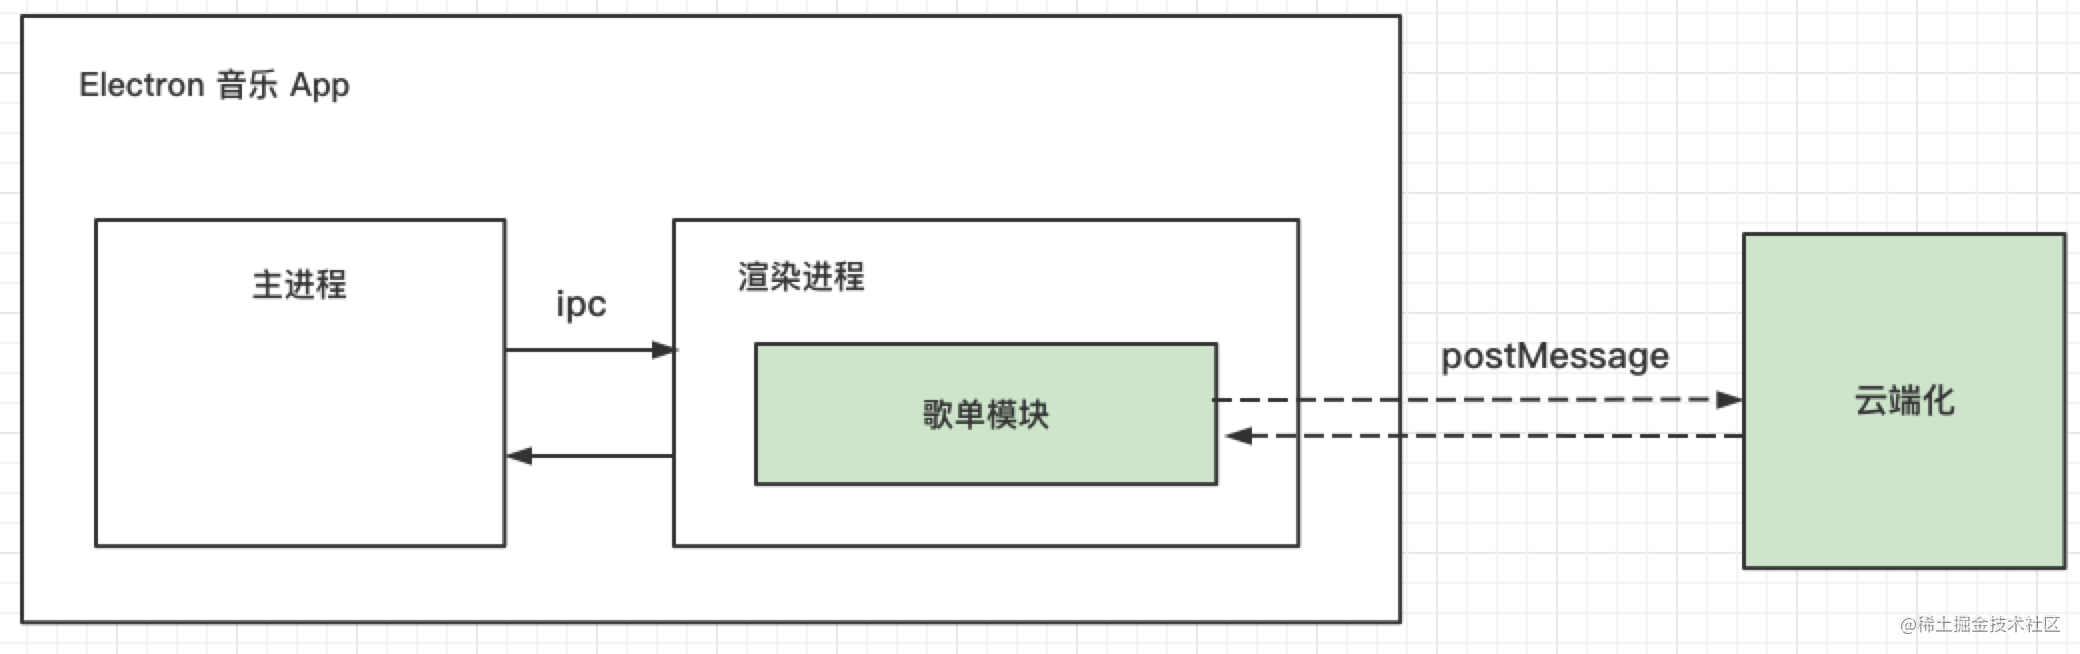 Electron 音乐 App
主进程
ipc
渲染进程
歌单模块
postMessage
云端化
@稀土掘金技术社区